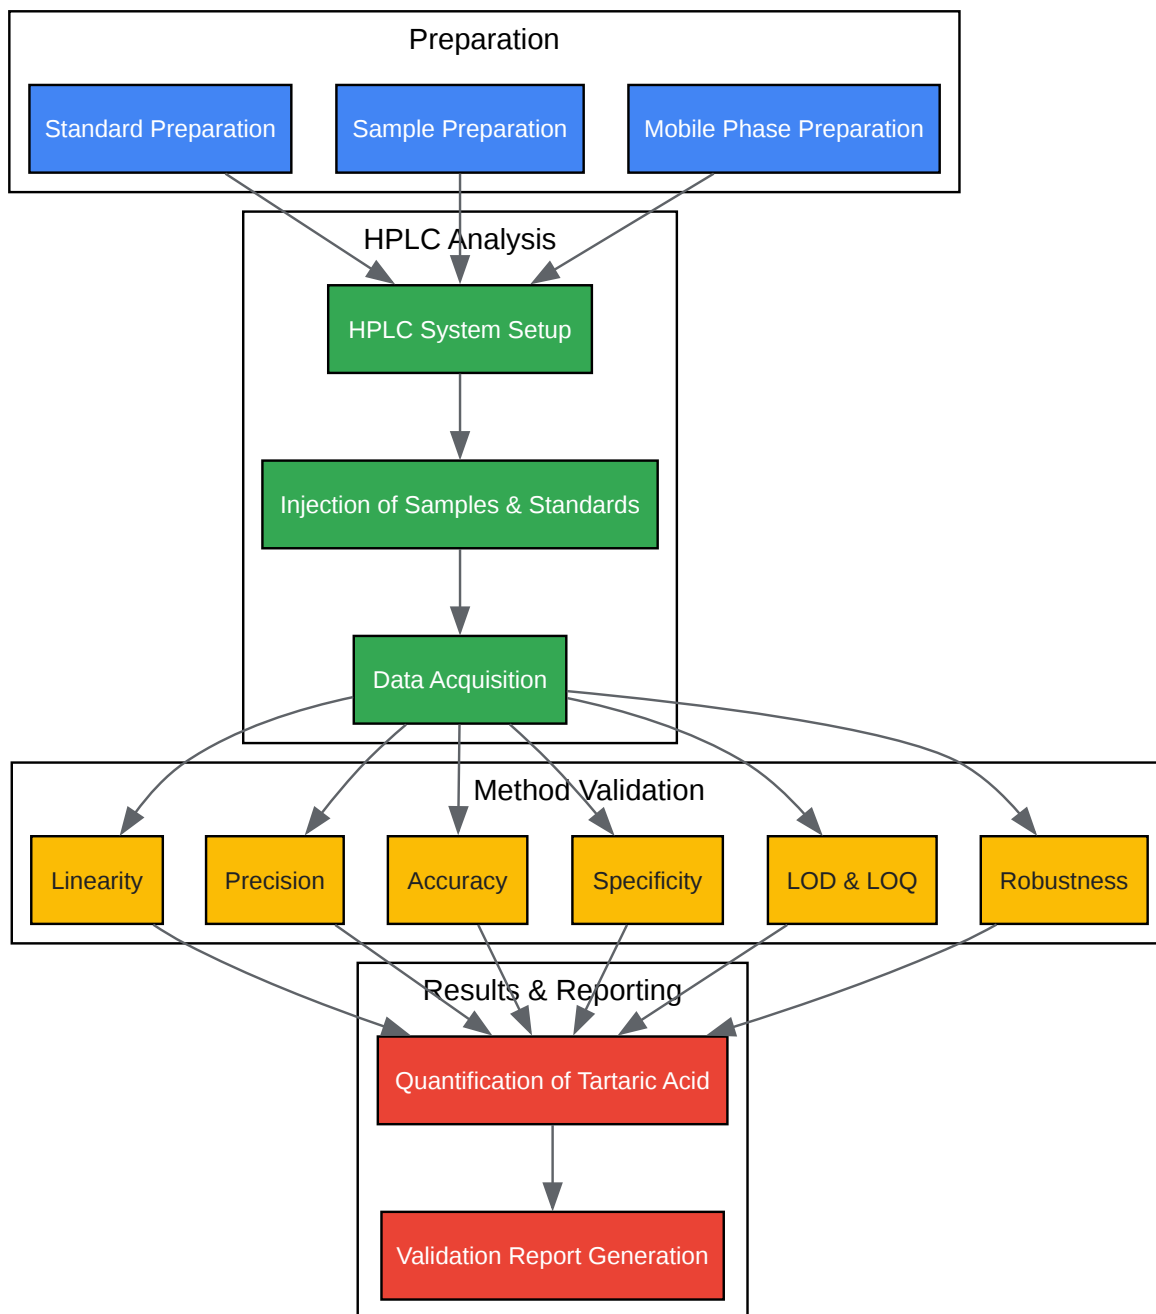 Preparation
Standard Preparation
Sample Preparation
Mobile Phase Preparation
HPLC Analysis
HPLC System Setup
Injection of Samples & Standards
Data Acquisition
Method Validation
Linearity
Precision
Accuracy
Specificity
LOD & LOQ
Robustness
Results & Reporting
Quantification of Tartaric Acid
Validation Report Generation